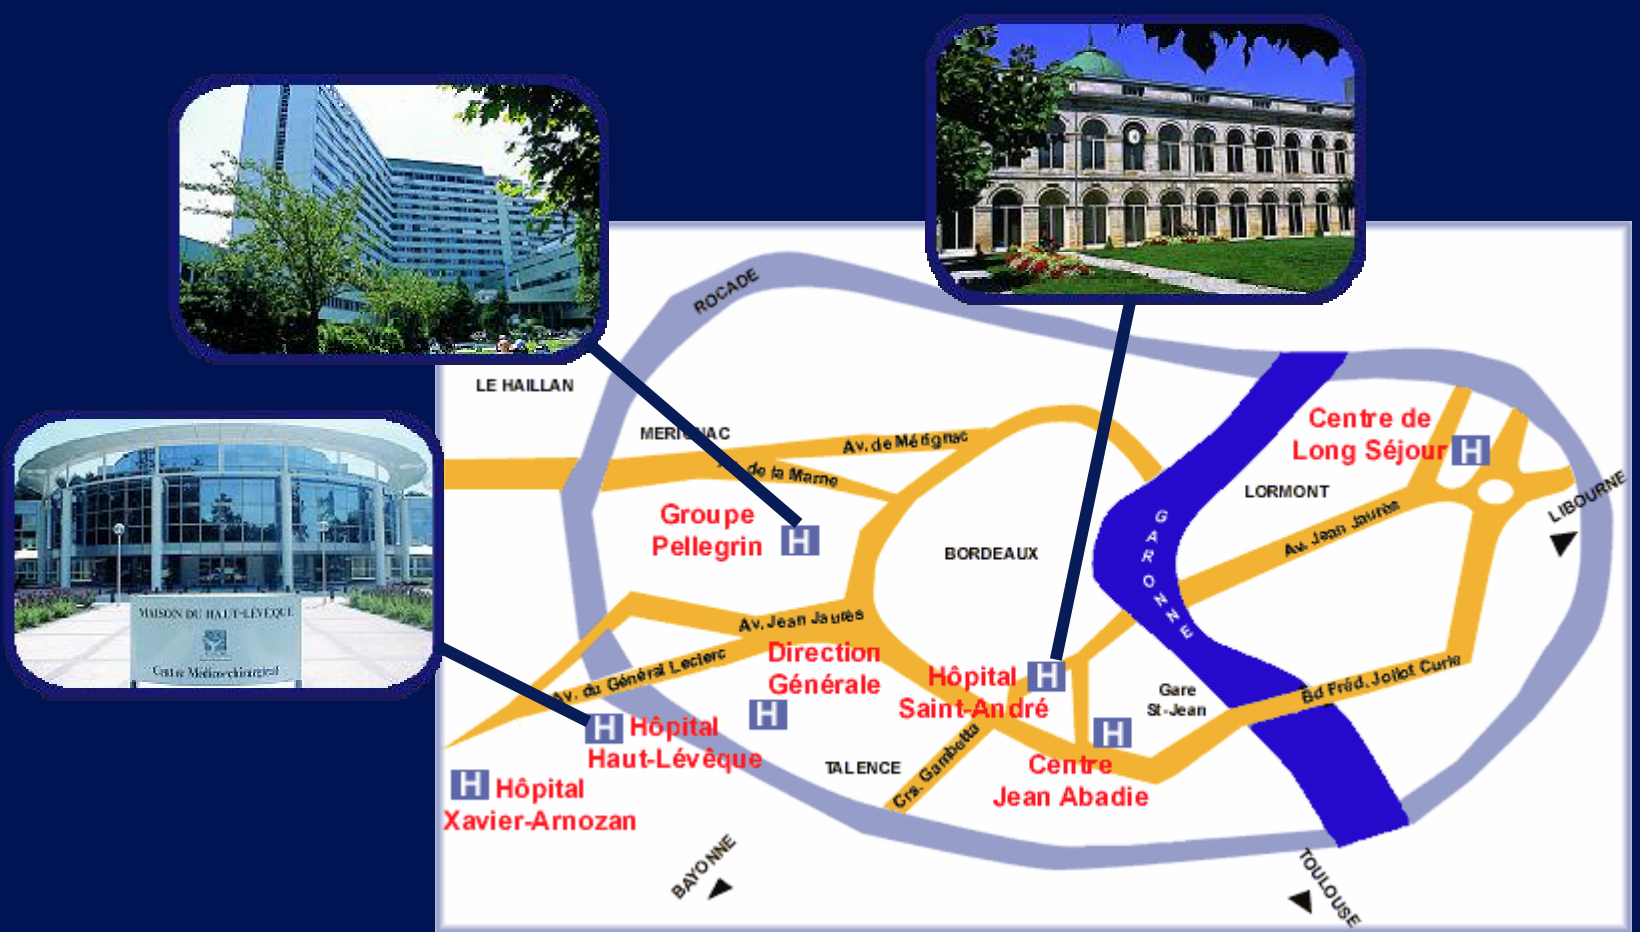 ROCADE
LE HAILLAN
MERIGNAC
Av. de Mérignac
de la Marne
Centre de
Long Séjour
H
LORMONT
LIBOURNE
Groupe
Pellegrin
H
BORDEAUX
GARONNE
Av. Jean Jaurès
MAISON DU HAUT-LÉVÊQUE
Centre Médico-chirurgical
Av. Jean Jaurès
Av. du Général Leclerc
Direction
Générale
H
Hôpital
Saint-André
H
Gare
St-Jean
Bd Fréd. Joliot Curie
H Hôpital
Haut-Lévêque
TALENCE
Crs. Gambetta
H
Centre
Jean Abadie
H Hôpital
Xavier-Arnozan
BAYONNE
TOULOUSE